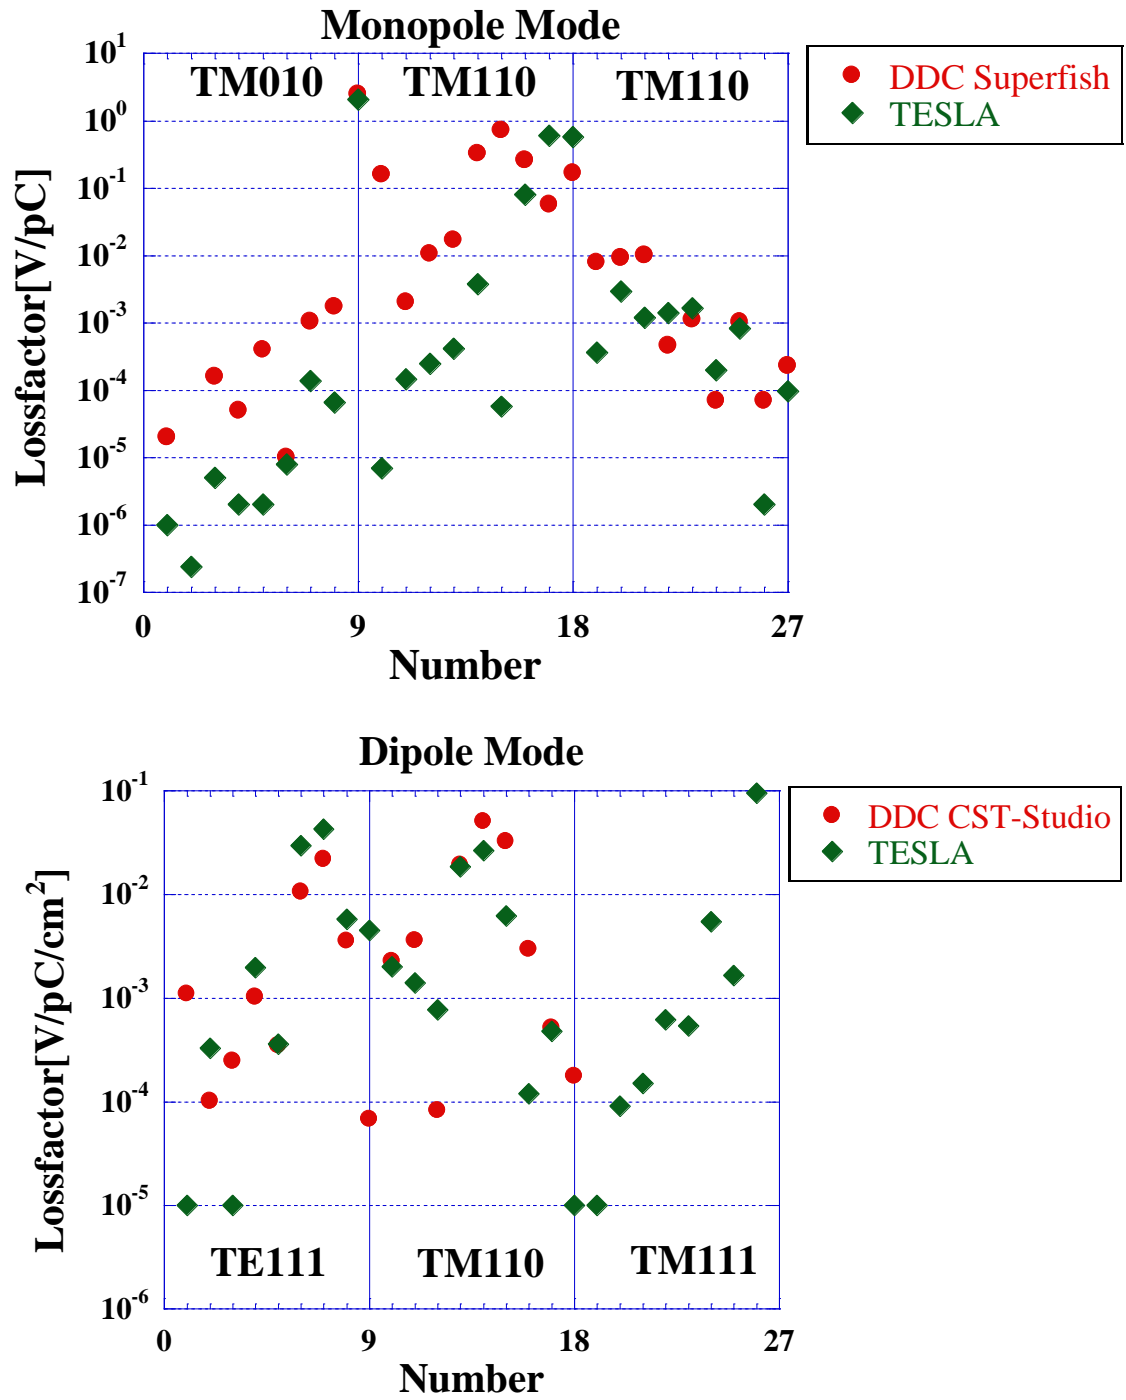 Monopole Mode
10^1
TM010 TM110 TM110
DDC Superfish
TESLA
10^0
10^-1
10^-2
10^-3
10^-4
10^-5
10^-6
10^-7
Lossfactor[V/pC]
0 9 18 27
Number
Dipole Mode
10^-1
DDC CST-Studio
TESLA
10^-2
10^-3
10^-4
10^-5
10^-6
Lossfactor[V/pC/cm^2]
TE111 TM110 TM111
0 9 18 27
Number